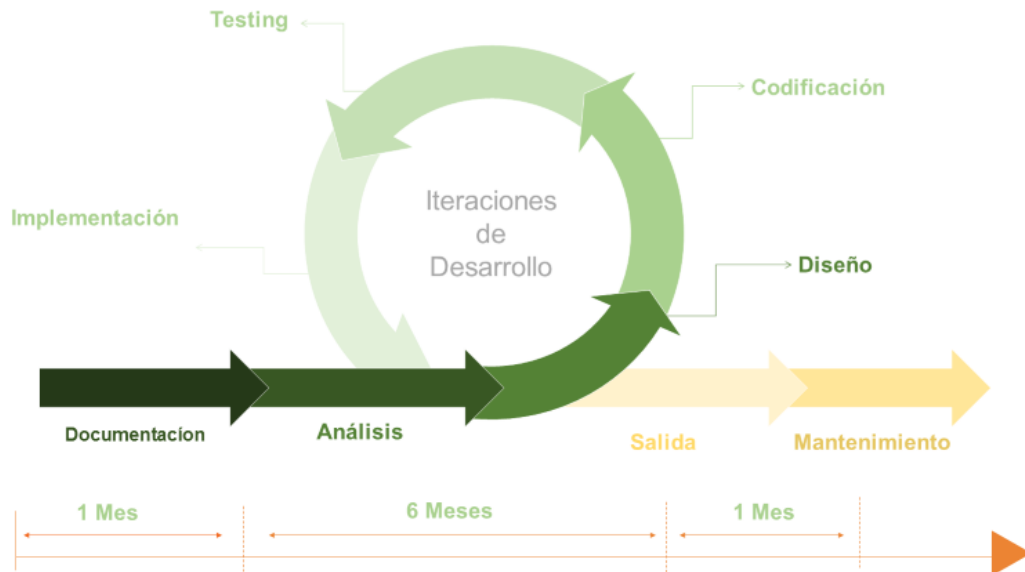 Testing
Codificación
Implementación
Iteraciones
de
Desarrollo
Diseño
Documentacion
Análisis
Salida
Mantenimiento
1 Mes
6 Meses
1 Mes